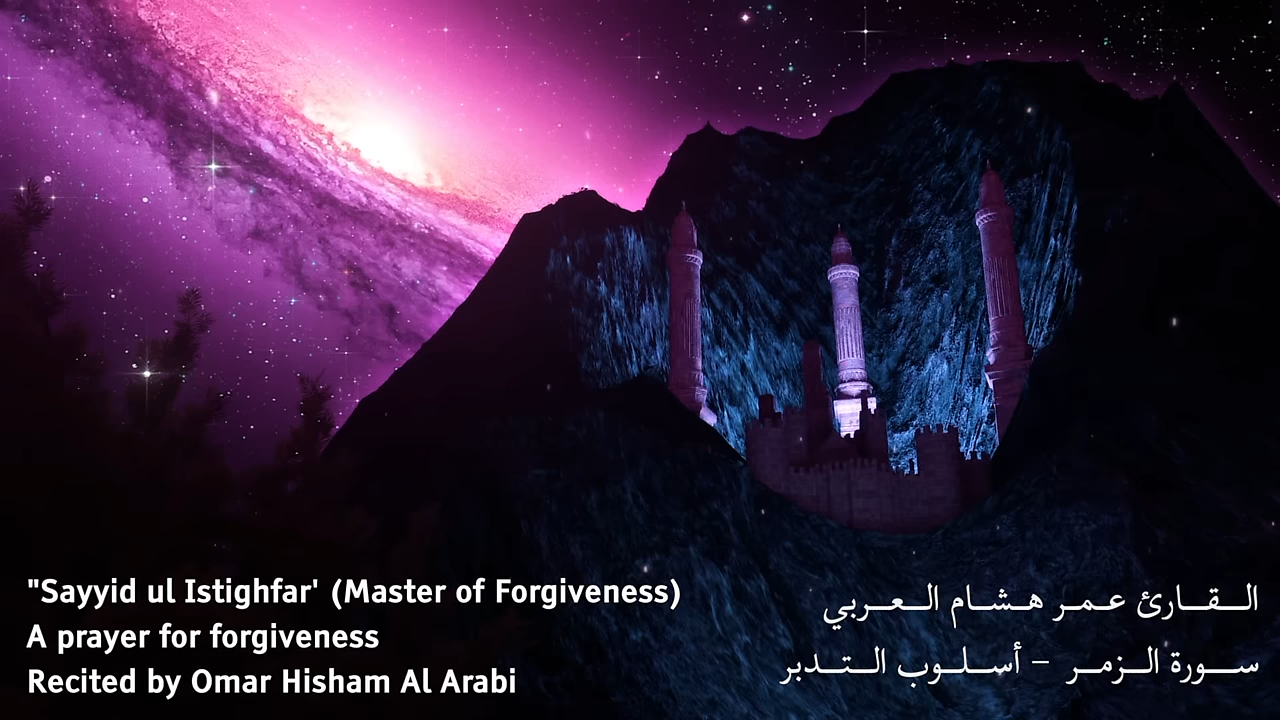 "Sayyid ul Istighfar' (Master of Forgiveness)
A prayer for forgiveness
Recited by Omar Hisham Al Arabi
القارئ عمر هشام العربي
سورة الزمر – أسلوب التدبر